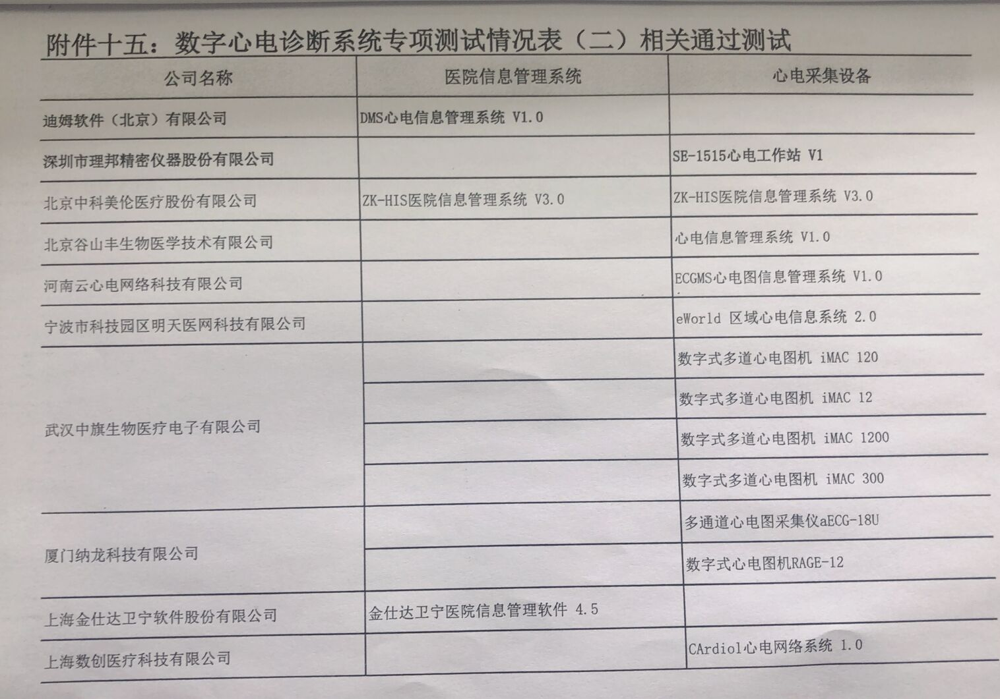 附件十五：数字心电诊断系统专项测试情况表（二）相关通过测试
公司名称 医院信息管理系统 心电采集设备
迪姆软件（北京）有限公司 DMS心电信息管理系统 V1.0
深圳市理邦精密仪器股份有限公司 SE-1515心电工作站 V1
北京中科美伦医疗股份有限公司 ZK-HIS医院信息管理系统 V3.0 ZK-HIS医院信息管理系统 V3.0
北京谷山丰生物医学技术有限公司 心电信息管理系统 V1.0
河南云心电网络科技有限公司 ECGMS心电图信息管理系统 V1.0
宁波市科技园区明天医网科技有限公司 eWorld 区域心电信息系统 2.0
武汉中旗生物医疗电子有限公司 数字式多道心电图机 iMAC 120
数字式多道心电图机 iMAC 12
数字式多道心电图机 iMAC 1200
数字式多道心电图机 iMAC 300
厦门纳龙科技有限公司 多通道心电图采集仪aECG-18U
数字式心电图机RAGE-12
上海金仕达卫宁软件股份有限公司 金仕达卫宁医院信息管理软件 4.5
上海数创医疗科技有限公司 CArdiol心电网络系统 1.0